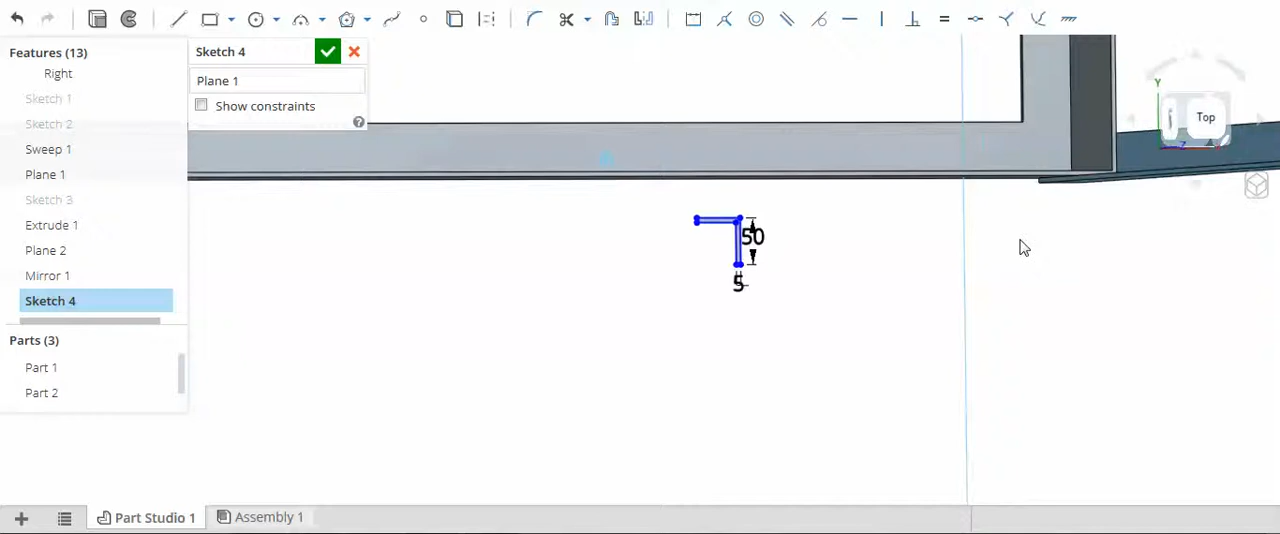 Features (13)
Right
Sketch 1
Sketch 2
Sweep 1
Plane 1
Sketch 3
Extrude 1
Plane 2
Mirror 1
Sketch 4
Parts (3)
Part 1
Part 2
Sketch 4
Plane 1
Show constraints
50
5
Y
Top
Z
Part Studio 1
Assembly 1